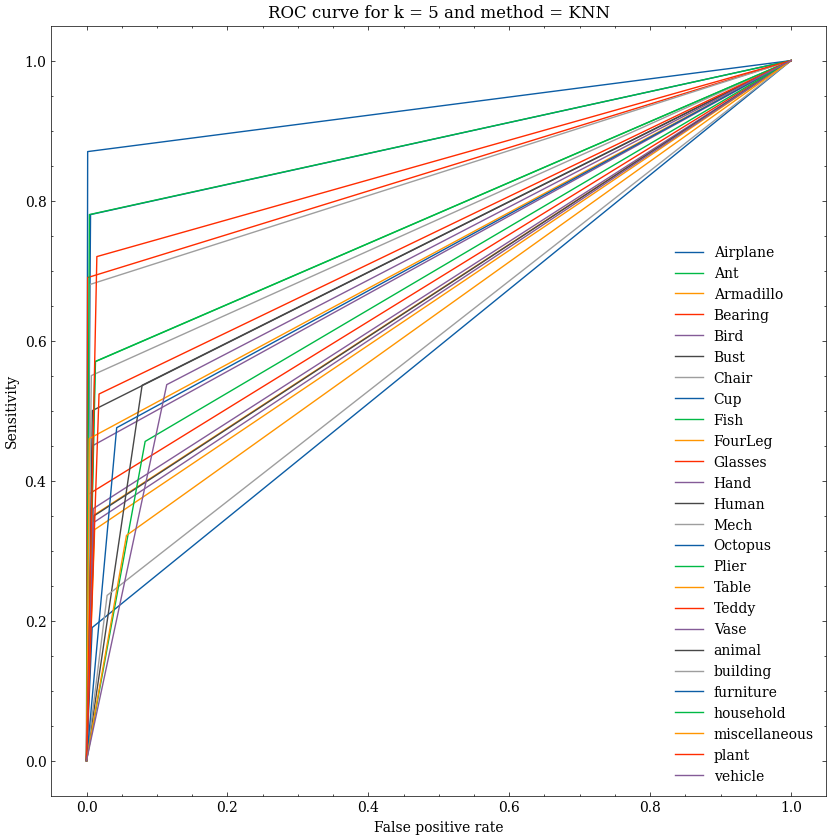 ROC curve for k = 5 and method = KNN
1.0
0.8
0.6
0.4
0.2
0.0
Sensitivity
Airplane
Ant
Armadillo
Bearing
Bird
Bust
Chair
Cup
Fish
FourLeg
Glasses
Hand
Human
Mech
Octopus
Plier
Table
Teddy
Vase
animal
building
furniture
household
miscellaneous
plant
vehicle
0.0 0.2 0.4 0.6 0.8 1.0
False positive rate